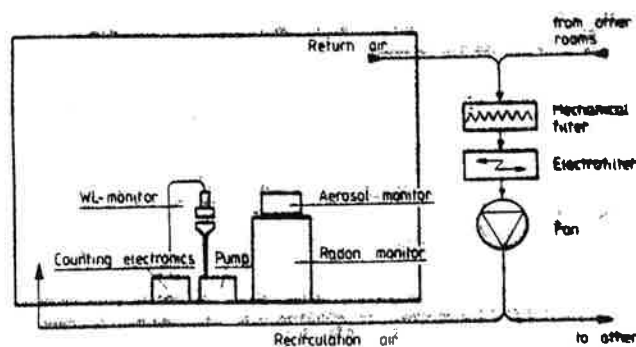 from other
rooms
Return air
Mechanical
filter
Electrofilter
WL-monitor
Aerosol monitor
Fan
Counting electronics
Pump
Radon monitor
Recirculation air
to other